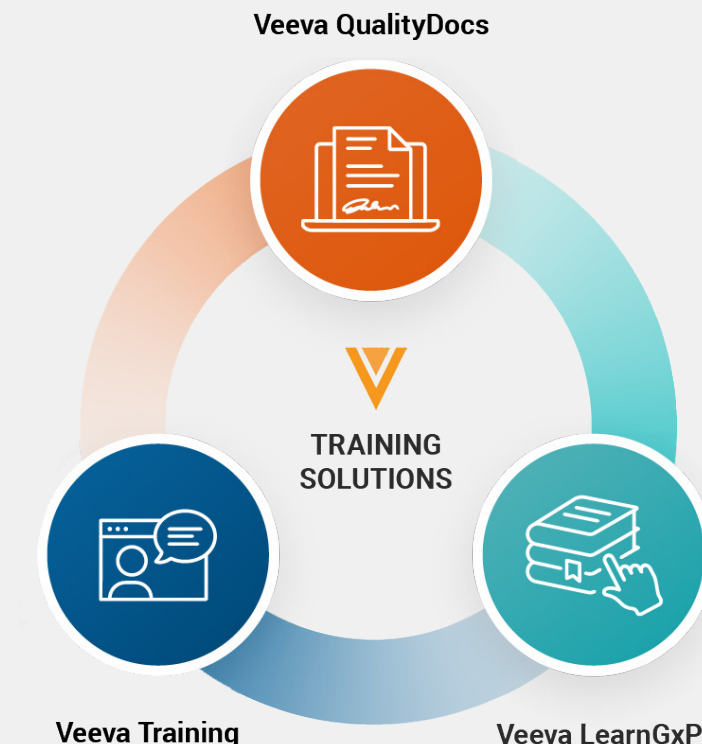 Veeva QualityDocs
TRAINING
SOLUTIONS
Veeva Training
Veeva LearnGxP